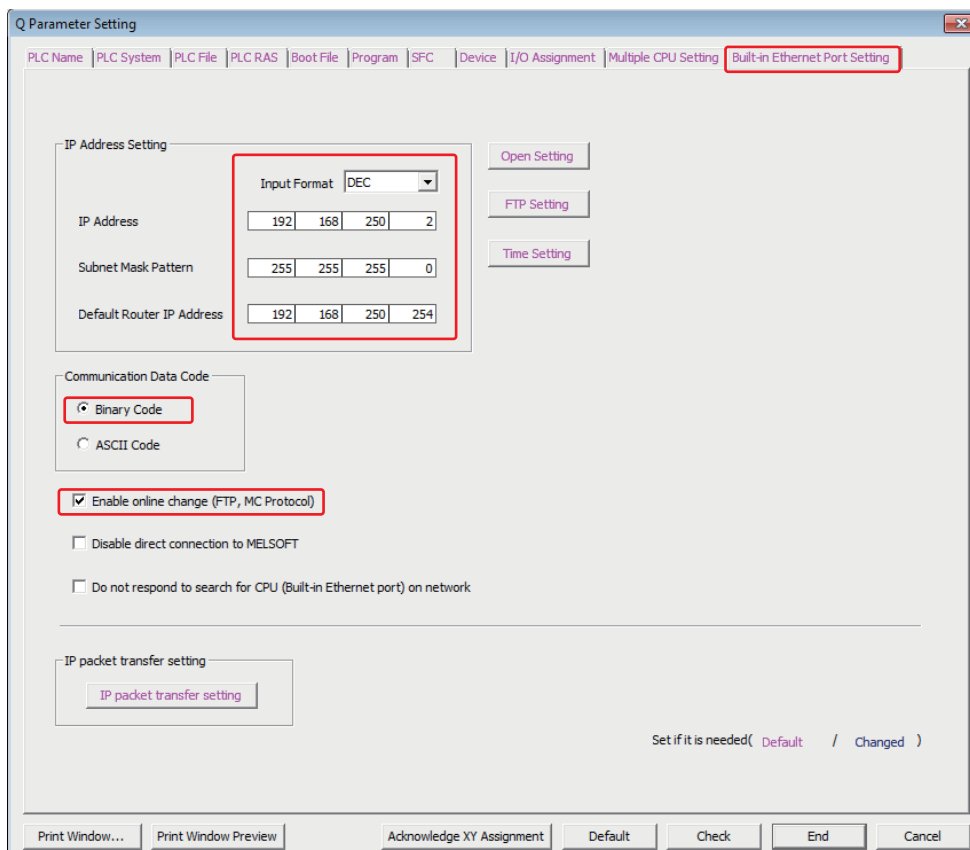 Q Parameter Setting
PLC Name PLC System PLC File PLC RAS Boot File Program SFC Device I/O Assignment Multiple CPU Setting Built-in Ethernet Port Setting
IP Address Setting
Open Setting
Input Format DEC
FTP Setting
IP Address 192 168 250 2
Time Setting
Subnet Mask Pattern 255 255 255 0
Default Router IP Address 192 168 250 254
Communication Data Code
Binary Code
ASCII Code
Enable online change (FTP, MC Protocol)
Disable direct connection to MELSOFT
Do not respond to search for CPU (Built-in Ethernet port) on network
IP packet transfer setting
IP packet transfer setting
Set if it is needed( Default / Changed )
Print Window... Print Window Preview Acknowledge XY Assignment Default Check End Cancel